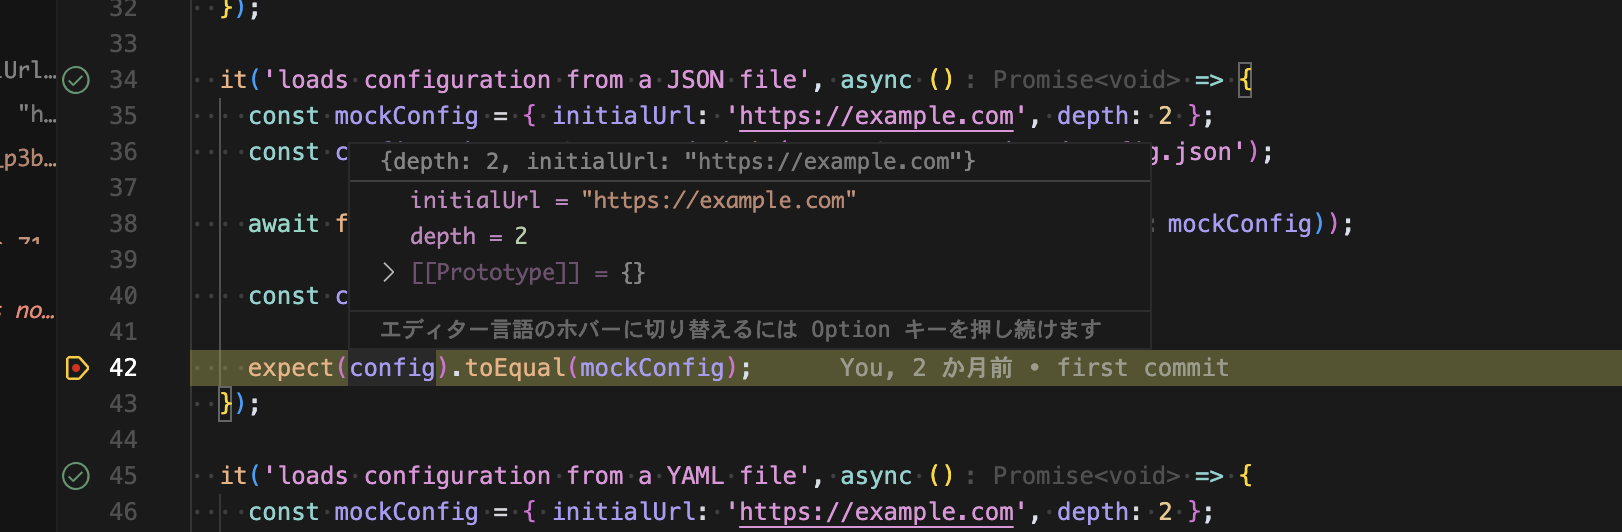 32 });
33
lUrl…
34 it('loads configuration from a JSON file', async () : Promise<void> => {
"h…
35 const mockConfig = { initialUrl: 'https://example.com', depth: 2 };
_p3b…
36 const c g.json');
{depth: 2, initialUrl: "https://example.com"}
37
initialUrl = "https://example.com"
38 await f mockConfig));
depth = 2
71
39
[[Prototype]] = {}
40 const c
s no…
41
エディター言語のホバーに切り替えるには Option キーを押し続けます
42 expect(config).toEqual(mockConfig); You, 2 か月前 • first commit
43 });
44
45 it('loads configuration from a YAML file', async () : Promise<void> => {
46 const mockConfig = { initialUrl: 'https://example.com', depth: 2 };